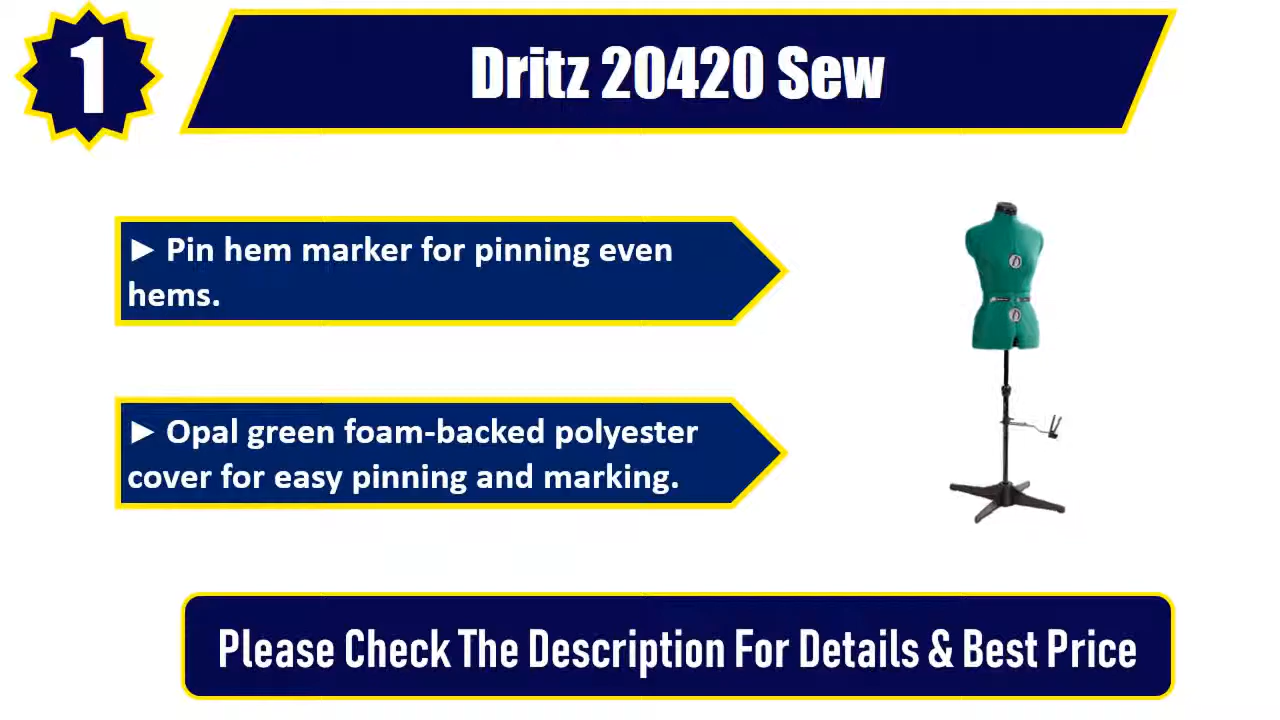 1
Dritz 20420 Sew
► Pin hem marker for pinning even
hems.
► Opal green foam-backed polyester
cover for easy pinning and marking.
Please Check The Description For Details & Best Price